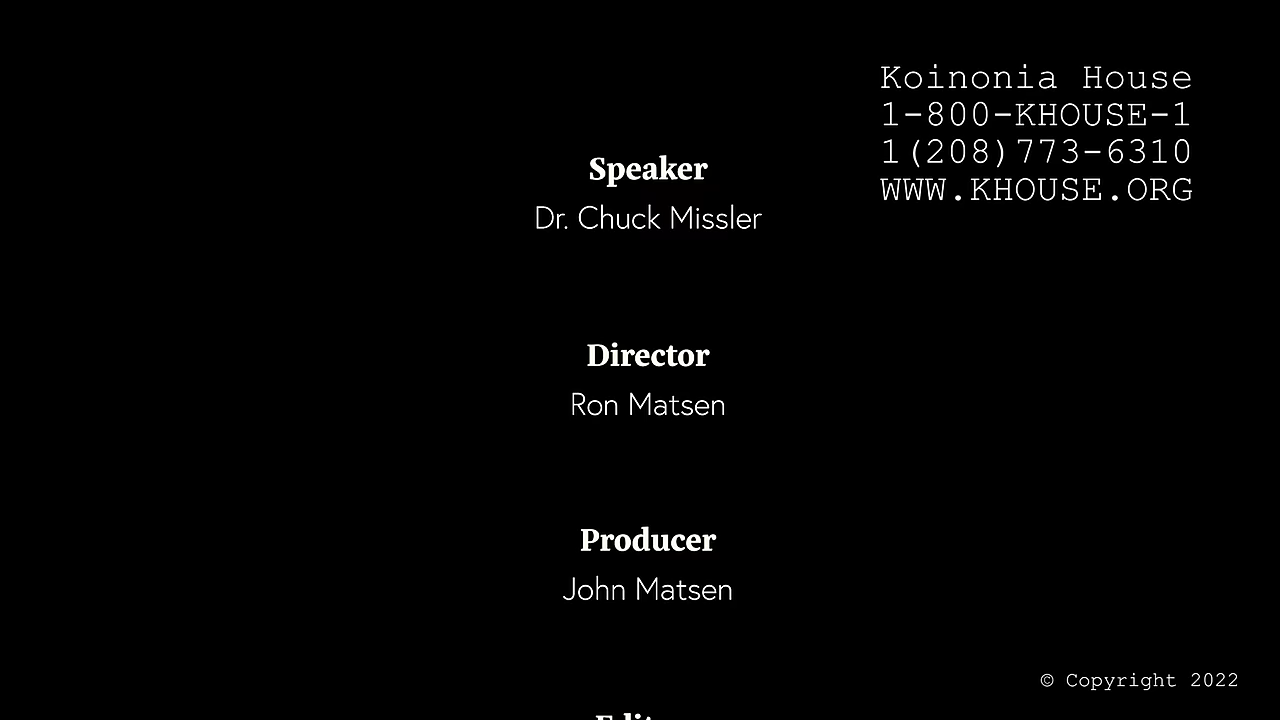 Koinonia House
1-800-KHOUSE-1
1(208)773-6310
WWW.KHOUSE.ORG
Speaker
Dr. Chuck Missler
Director
Ron Matsen
Producer
John Matsen
© Copyright 2022